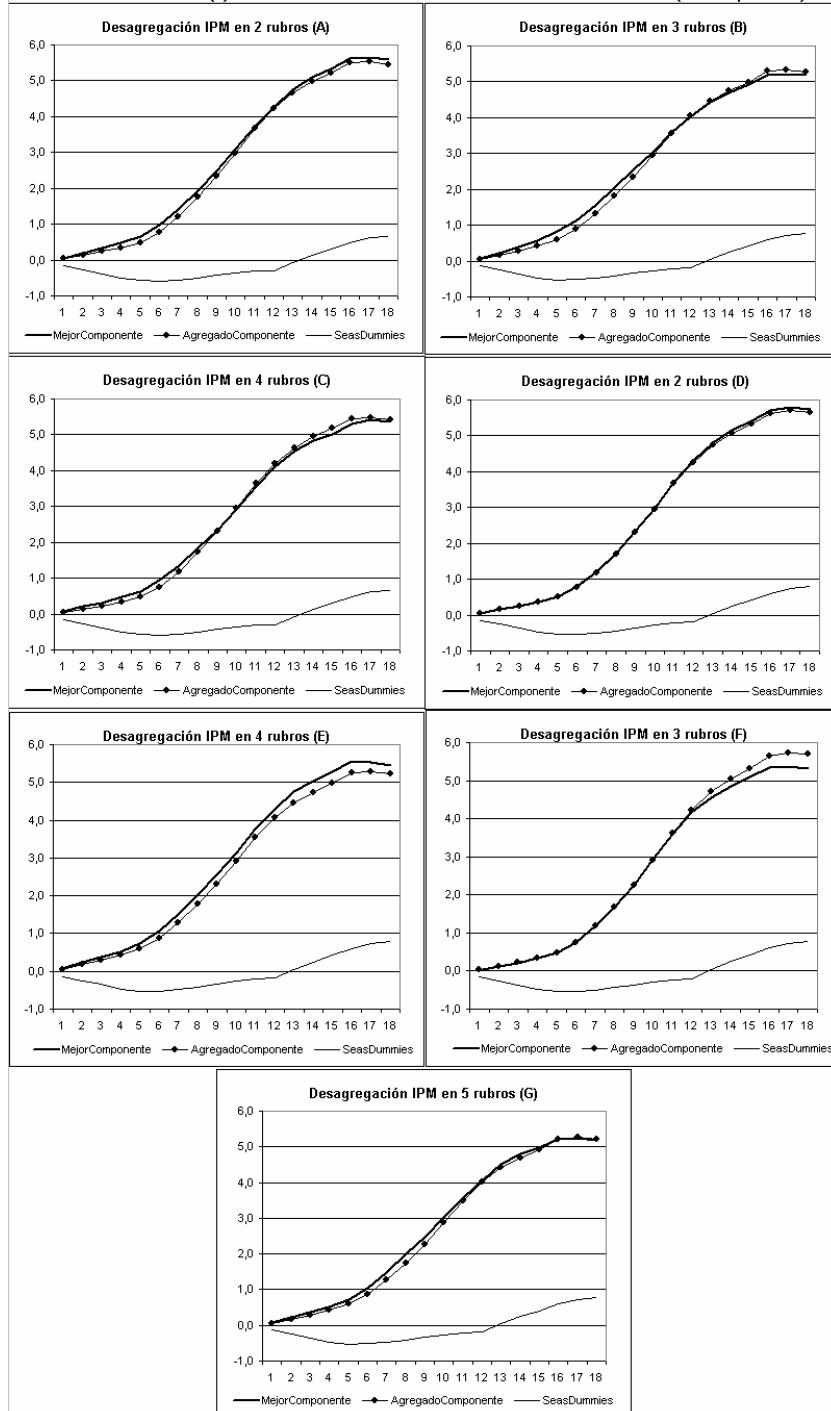 Desagregación IPM en 2 rubros (A)
6,0
5,0
4,0
3,0
2,0
1,0
0,0
-1,0
1 2 3 4 5 6 7 8 9 10 11 12 13 14 15 16 17 18
MejorComponente AgregadoComponente SeasDummies
Desagregación IPM en 3 rubros (B)
6,0
5,0
4,0
3,0
2,0
1,0
0,0
-1,0
1 2 3 4 5 6 7 8 9 10 11 12 13 14 15 16 17 18
MejorComponente AgregadoComponente SeasDummies
Desagregación IPM en 4 rubros (C)
6,0
5,0
4,0
3,0
2,0
1,0
0,0
-1,0
1 2 3 4 5 6 7 8 9 10 11 12 13 14 15 16 17 18
MejorComponente AgregadoComponente SeasDummies
Desagregación IPM en 2 rubros (D)
6,0
5,0
4,0
3,0
2,0
1,0
0,0
-1,0
1 2 3 4 5 6 7 8 9 10 11 12 13 14 15 16 17 18
MejorComponente AgregadoComponente SeasDummies
Desagregación IPM en 4 rubros (E)
6,0
5,0
4,0
3,0
2,0
1,0
0,0
-1,0
1 2 3 4 5 6 7 8 9 10 11 12 13 14 15 16 17 18
MejorComponente AgregadoComponente SeasDummies
Desagregación IPM en 3 rubros (F)
6,0
5,0
4,0
3,0
2,0
1,0
0,0
-1,0
1 2 3 4 5 6 7 8 9 10 11 12 13 14 15 16 17 18
MejorComponente AgregadoComponente SeasDummies
Desagregación IPM en 5 rubros (G)
6,0
5,0
4,0
3,0
2,0
1,0
0,0
-1,0
1 2 3 4 5 6 7 8 9 10 11 12 13 14 15 16 17 18
MejorComponente AgregadoComponente SeasDummies